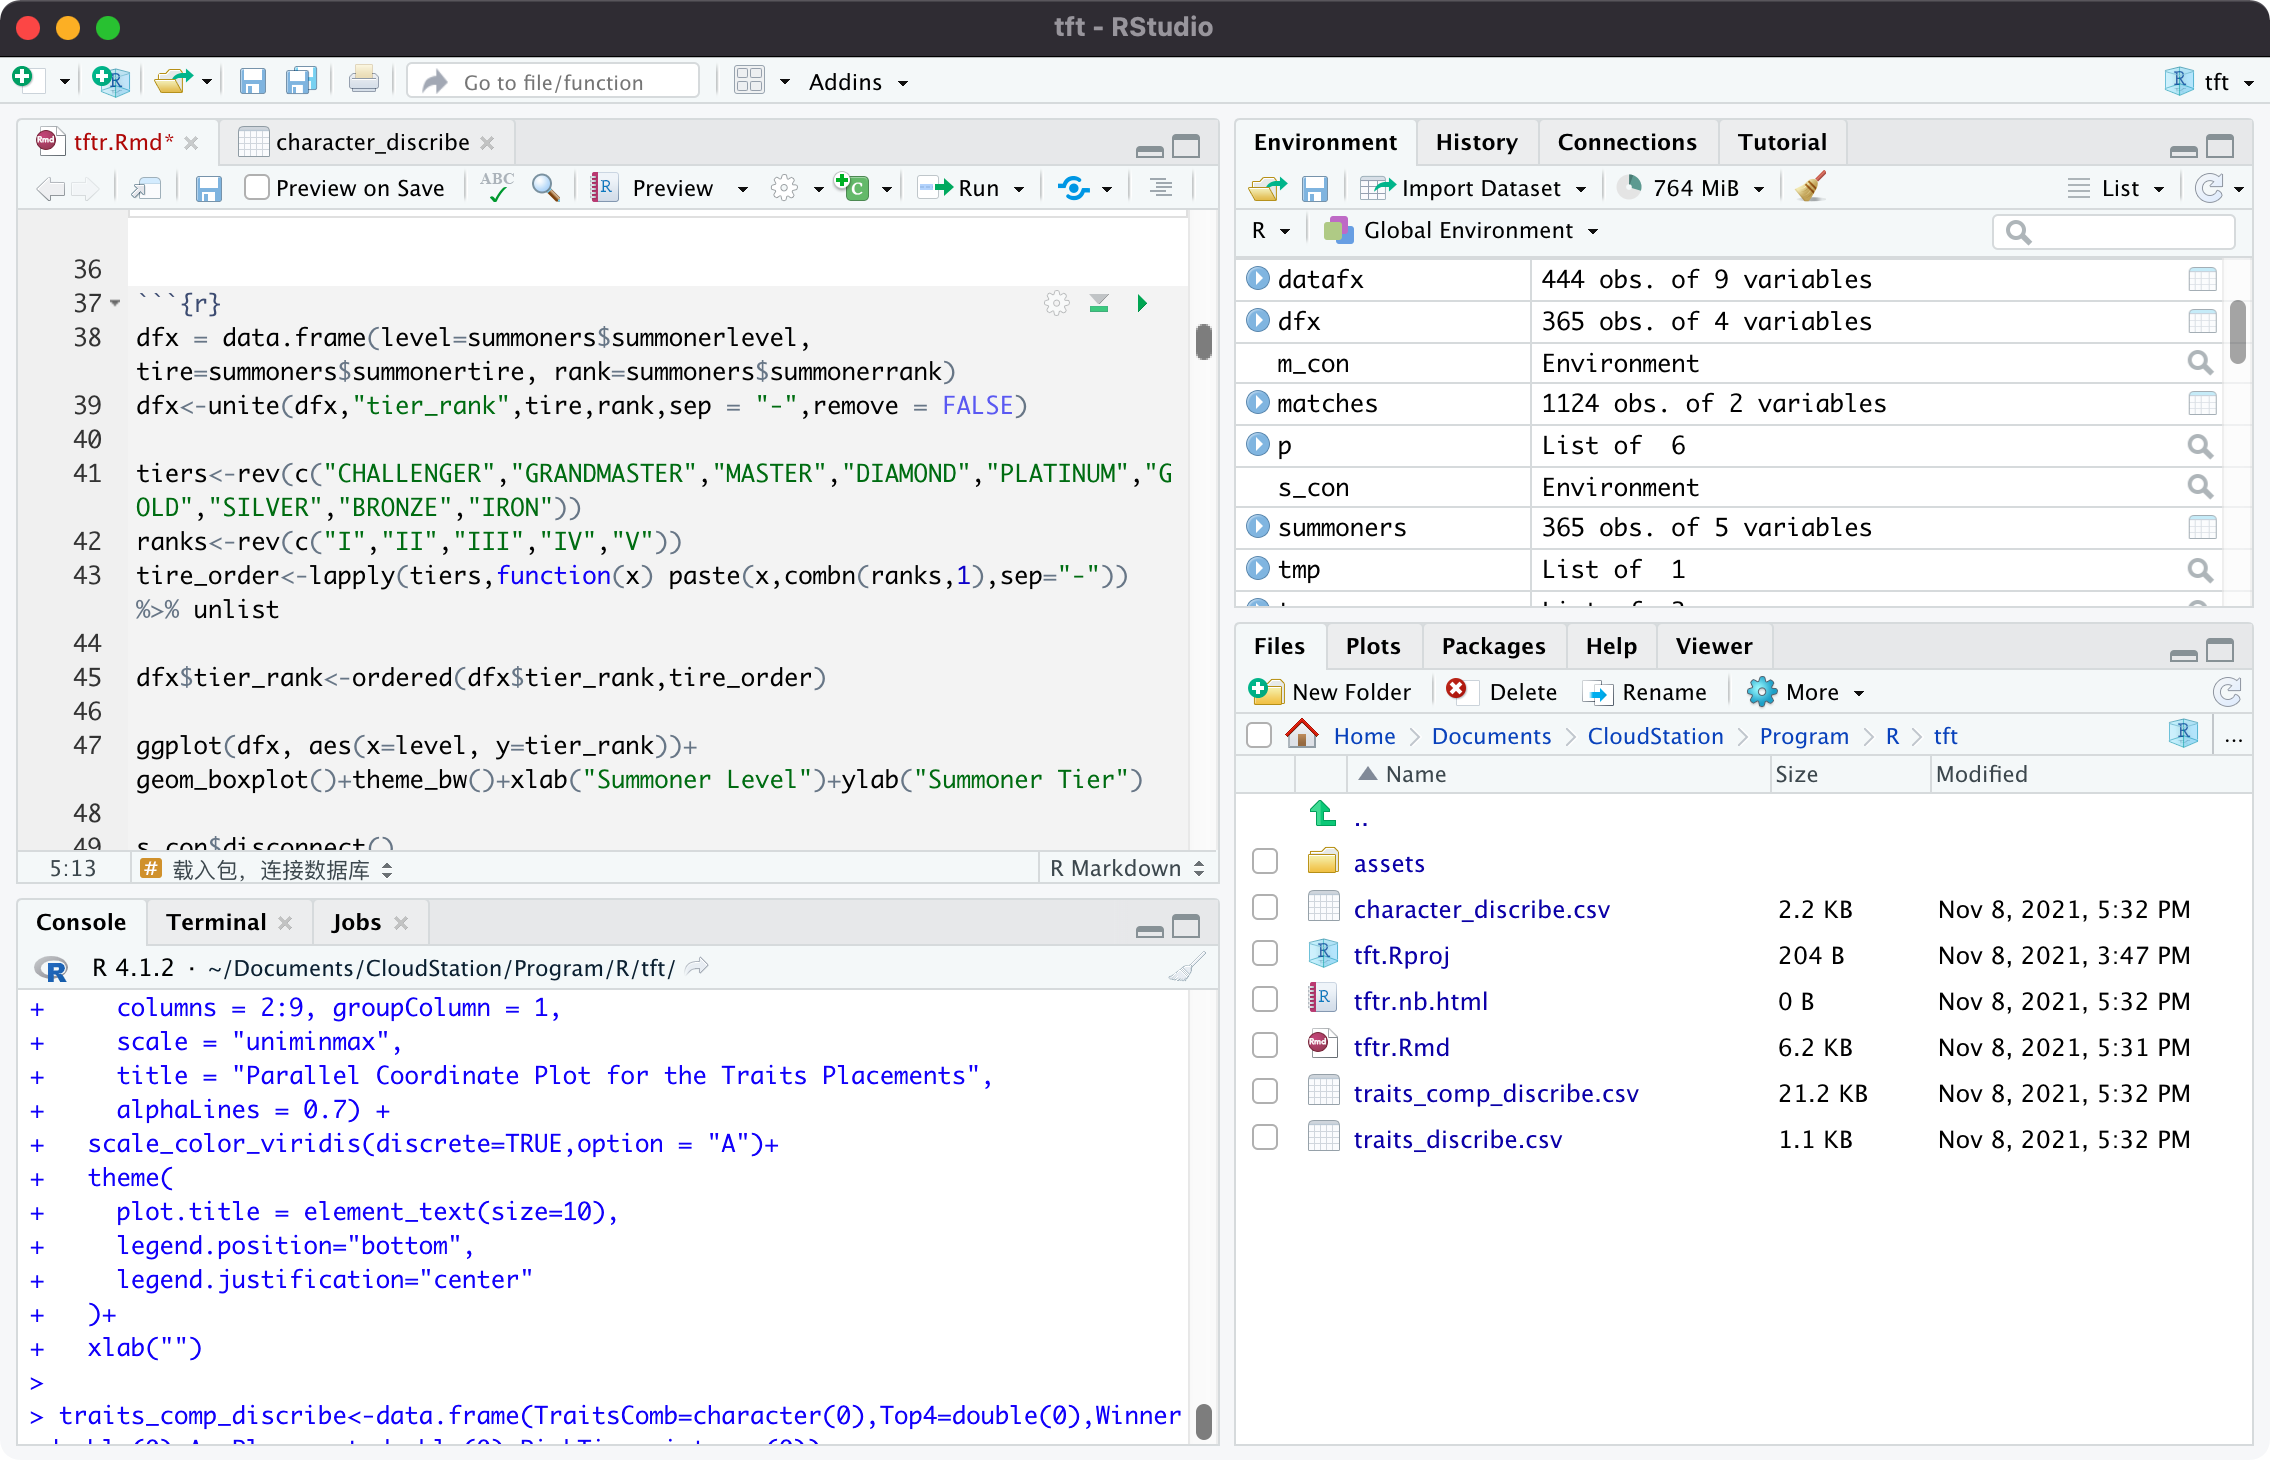 tft - RStudio
Go to file/function
Addins
tft
tftr.Rmd*
character_discribe
Preview on Save
ABC
Preview
Run
36
37 ```{r}
38 dfx = data.frame(level=summoners$summonerlevel,
tire=summoners$summonertire, rank=summoners$summonerrank)
39 dfx<-unite(dfx,"tier_rank",tire,rank,sep = "-",remove = FALSE)
40
41 tiers<-rev(c("CHALLENGER","GRANDMASTER","MASTER","DIAMOND","PLATINUM","G
OLD","SILVER","BRONZE","IRON"))
42 ranks<-rev(c("I","II","III","IV","V"))
43 tire_order<-lapply(tiers,function(x) paste(x,combn(ranks,1),sep="-"))
%>% unlist
44
45 dfx$tier_rank<-ordered(dfx$tier_rank,tire_order)
46
47 ggplot(dfx, aes(x=level, y=tier_rank))+
geom_boxplot()+theme_bw()+xlab("Summoner Level")+ylab("Summoner Tier")
48
49 s_con$disconnect()
5:13
# 载入包，连接数据库
R Markdown
Console
Terminal
Jobs
R 4.1.2 · ~/Documents/CloudStation/Program/R/tft/
+ columns = 2:9, groupColumn = 1,
+ scale = "uniminmax",
+ title = "Parallel Coordinate Plot for the Traits Placements",
+ alphaLines = 0.7) +
+ scale_color_viridis(discrete=TRUE,option = "A")+
+ theme(
+ plot.title = element_text(size=10),
+ legend.position="bottom",
+ legend.justification="center"
+ )+
+ xlab("")
>
> traits_comp_discribe<-data.frame(TraitsComb=character(0),Top4=double(0),Winner
Environment
History
Connections
Tutorial
Import Dataset
764 MiB
List
R
Global Environment
datafx 444 obs. of 9 variables
dfx 365 obs. of 4 variables
m_con Environment
matches 1124 obs. of 2 variables
p List of 6
s_con Environment
summoners 365 obs. of 5 variables
tmp List of 1
Files
Plots
Packages
Help
Viewer
New Folder
Delete
Rename
More
Home > Documents > CloudStation > Program > R > tft
...
Name Size Modified
..
assets
character_discribe.csv 2.2 KB Nov 8, 2021, 5:32 PM
tft.Rproj 204 B Nov 8, 2021, 3:47 PM
tftr.nb.html 0 B Nov 8, 2021, 5:32 PM
tftr.Rmd 6.2 KB Nov 8, 2021, 5:31 PM
traits_comp_discribe.csv 21.2 KB Nov 8, 2021, 5:32 PM
traits_discribe.csv 1.1 KB Nov 8, 2021, 5:32 PM